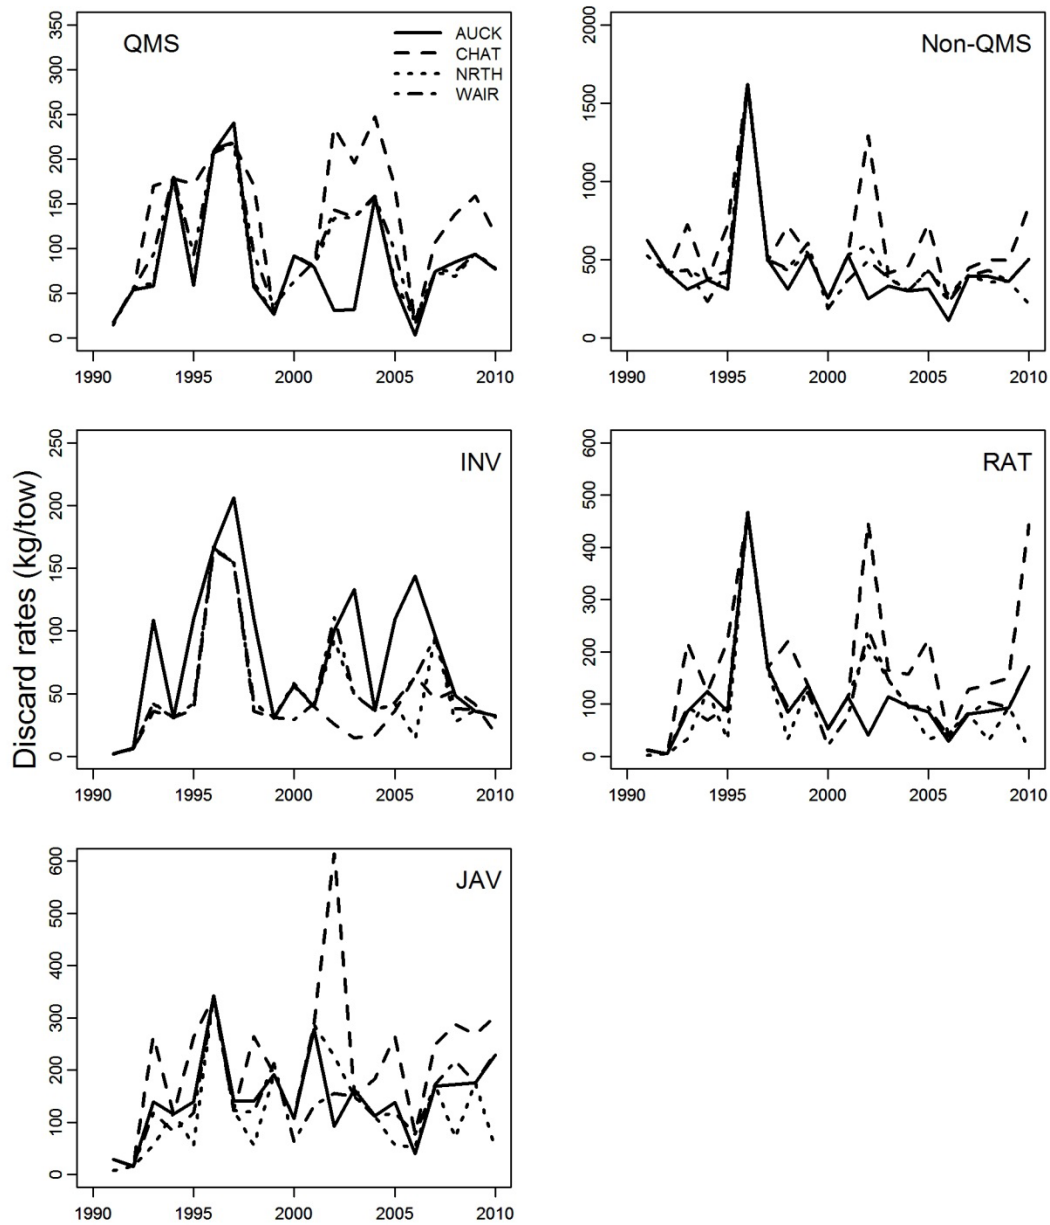 Discard rates (kg/tow)
QMS
AUCK
CHAT
NRTH
WAIR
0 50 100 150 200 250 300 350
1990 1995 2000 2005 2010
Non-QMS
0 500 1000 1500 2000
1990 1995 2000 2005 2010
INV
0 50 100 150 200 250
1990 1995 2000 2005 2010
RAT
0 100 200 300 400 500 600
1990 1995 2000 2005 2010
JAV
0 100 200 300 400 500 600
1990 1995 2000 2005 2010